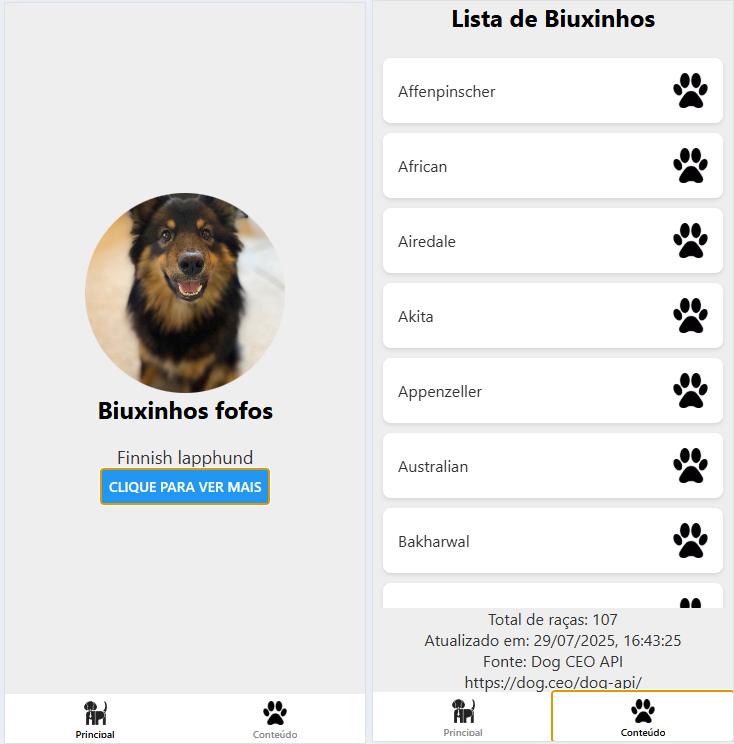 Biuxinhos fofos
Finnish lapphund
CLIQUE PARA VER MAIS
API
Principal
Conteúdo
Lista de Biuxinhos
Affenpinscher
African
Airedale
Akita
Appenzeller
Australian
Bakharwal
Total de raças: 107
Atualizado em: 29/07/2025, 16:43:25
Fonte: Dog CEO API
https://dog.ceo/dog-api/
API
Principal
Conteúdo